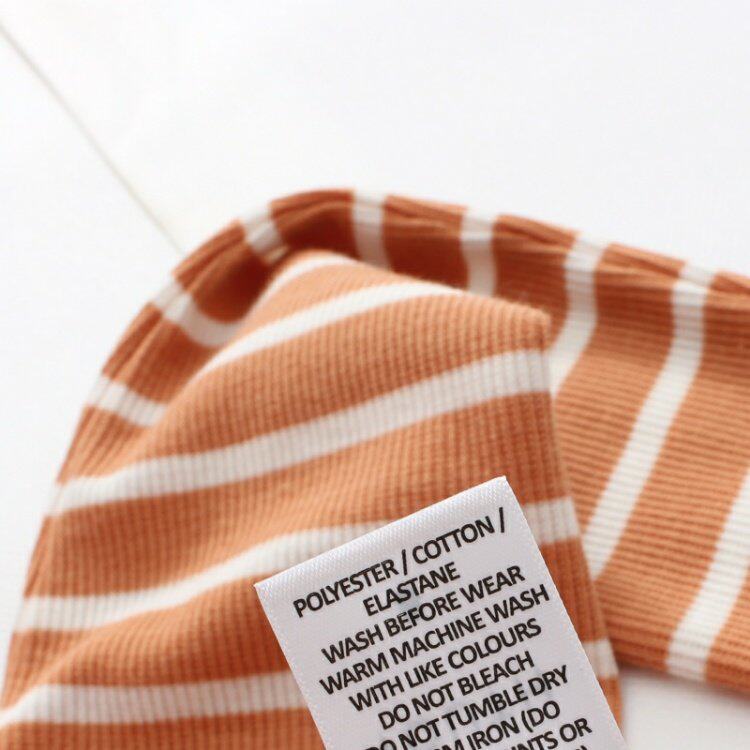 POLYESTER / COTTON /
ELASTANE
WASH BEFORE WEAR
WARM MACHINE WASH
WITH LIKE COLOURS
DO NOT BLEACH
DO NOT TUMBLE DRY
IRON (DO
OR